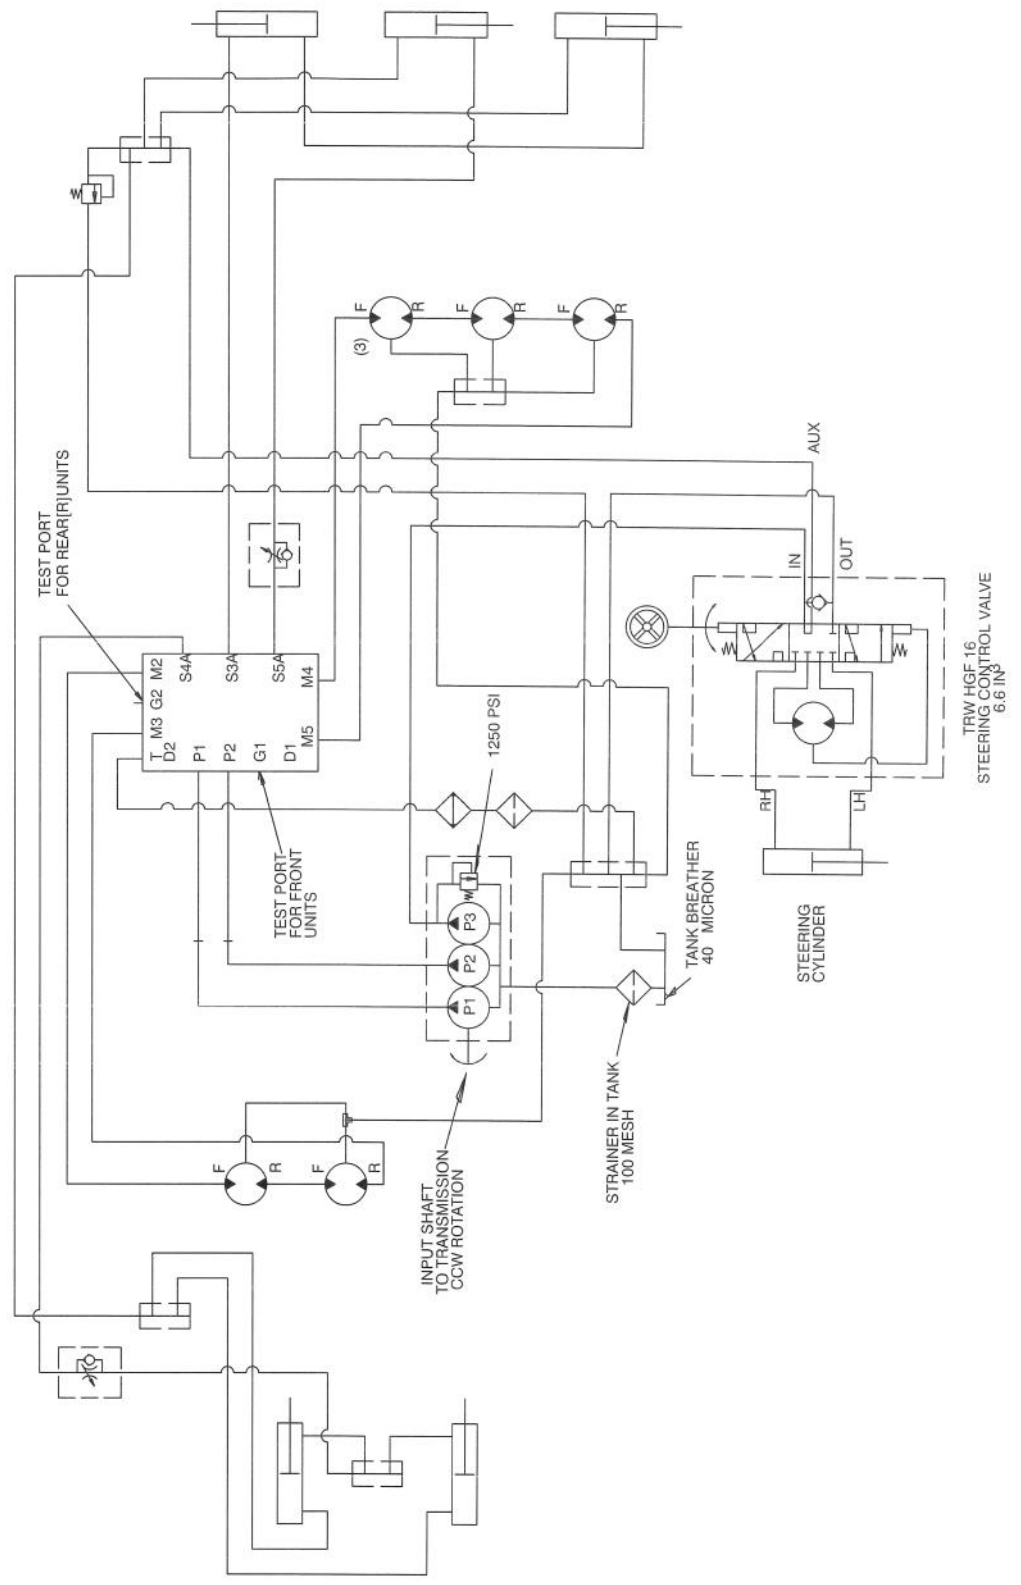 TEST PORT
FOR REAR[R]UNITS
(3)
F
R
F
R
F
R
AUX
IN
OUT
M3 G2 M2
S4A
S3A
S5A
T
D2
P1
P2
G1
D1
M5
M4
1250 PSI
TEST PORT
FOR FRONT
UNITS
TRW HGF 16
STEERING CONTROL VALVE
6.6 IN3
RH
LH
STEERING
CYLINDER
P1
P2
P3
TANK BREATHER
40 MICRON
STRAINER IN TANK
100 MESH
INPUT SHAFT
TO TRANSMISSION
CCW ROTATION
F
R
F
R